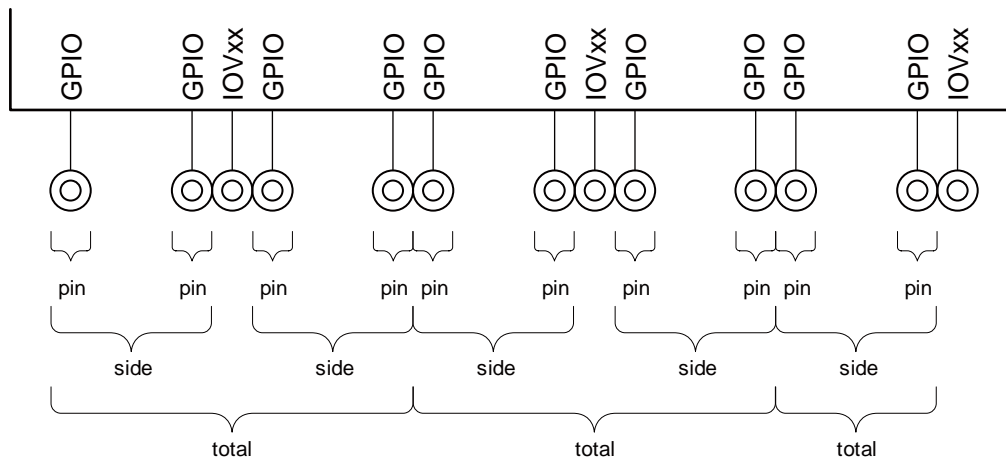 GPIO GPIO IOVxx GPIO GPIO GPIO GPIO IOVxx GPIO GPIO GPIO GPIO IOVxx
pin pin pin pin pin pin pin pin pin pin
side side side side side
total total total